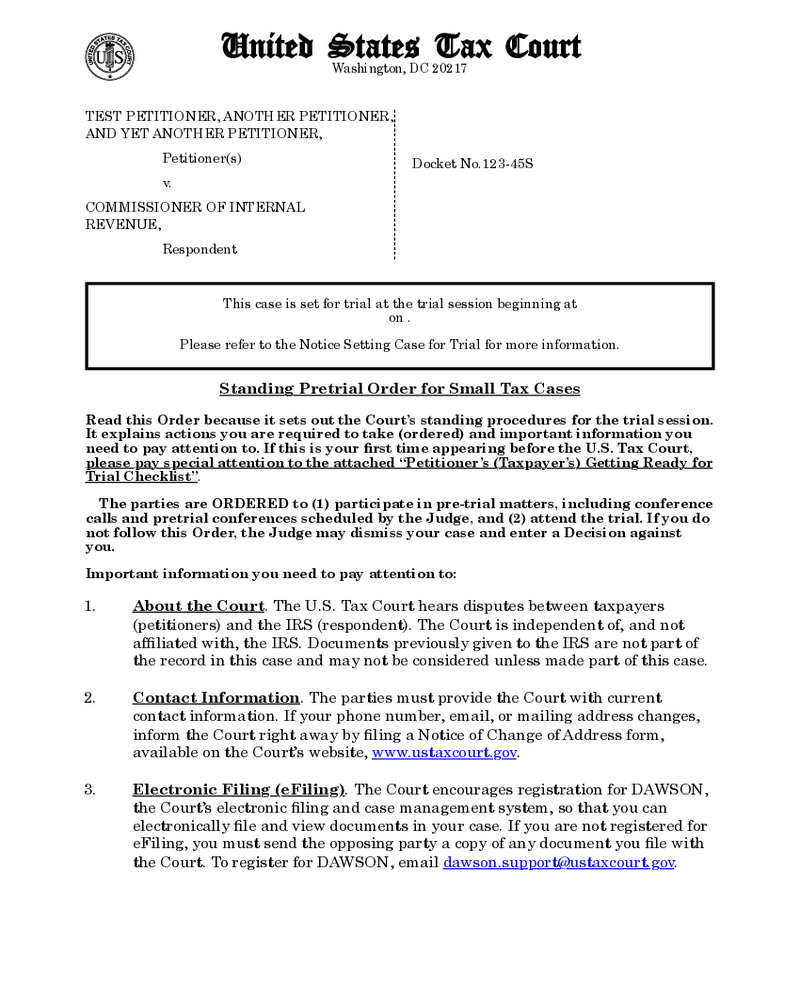 United States Tax Court
Washington, DC 20217
TEST PETITIONER, ANOTHER PETITIONER,
AND YET ANOTHER PETITIONER,
Petitioner(s)
v.
COMMISSIONER OF INTERNAL
REVENUE,
Respondent
Docket No.123-45S
This case is set for trial at the trial session beginning at
on .
Please refer to the Notice Setting Case for Trial for more information.
Standing Pretrial Order for Small Tax Cases
Read this Order because it sets out the Court's standing procedures for the trial session.
It explains actions you are required to take (ordered) and important information you
need to pay attention to. If this is your first time appearing before the U.S. Tax Court,
please pay special attention to the attached “Petitioner's (Taxpayer's) Getting Ready for
Trial Checklist”.
The parties are ORDERED to (1) participate in pre-trial matters, including conference
calls and pretrial conferences scheduled by the Judge, and (2) attend the trial. If you do
not follow this Order, the Judge may dismiss your case and enter a Decision against
you.
Important information you need to pay attention to:
1. About the Court. The U.S. Tax Court hears disputes between taxpayers
(petitioners) and the IRS (respondent). The Court is independent of, and not
affiliated with, the IRS. Documents previously given to the IRS are not part of
the record in this case and may not be considered unless made part of this case.
2. Contact Information. The parties must provide the Court with current
contact information. If your phone number, email, or mailing address changes,
inform the Court right away by filing a Notice of Change of Address form,
available on the Court's website, www.ustaxcourt.gov.
3. Electronic Filing (eFiling). The Court encourages registration for DAWSON,
the Court's electronic filing and case management system, so that you can
electronically file and view documents in your case. If you are not registered for
eFiling, you must send the opposing party a copy of any document you file with
the Court. To register for DAWSON, email dawson.support@ustaxcourt.gov.